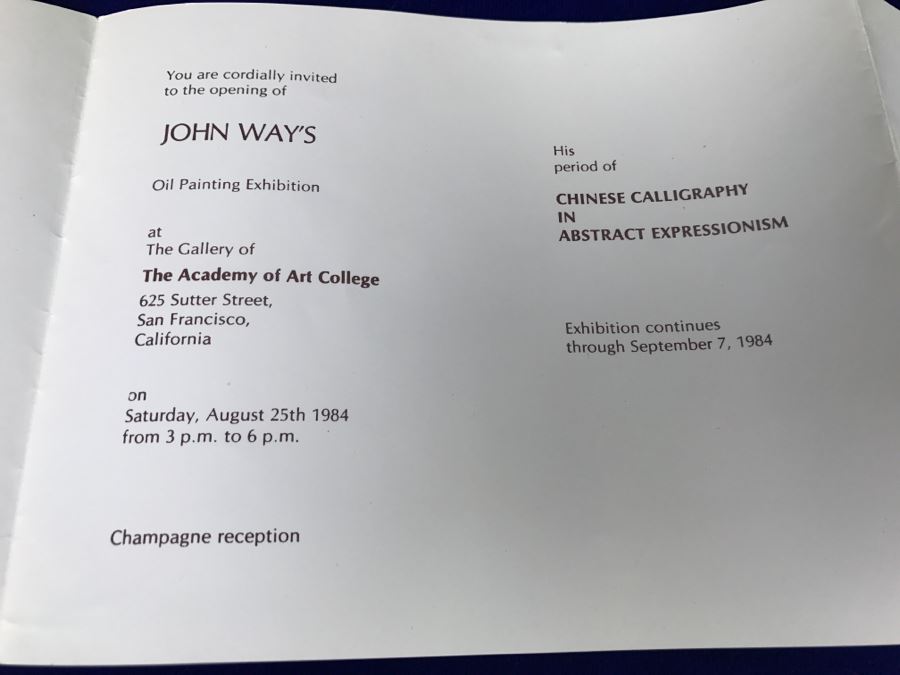 You are cordially invited
to the opening of
JOHN WAY'S
Oil Painting Exhibition
at
The Gallery of
The Academy of Art College
625 Sutter Street,
San Francisco,
California
on
Saturday, August 25th 1984
from 3 p.m. to 6 p.m.
Champagne reception
His
period of
CHINESE CALLIGRAPHY
IN
ABSTRACT EXPRESSIONISM
Exhibition continues
through September 7, 1984